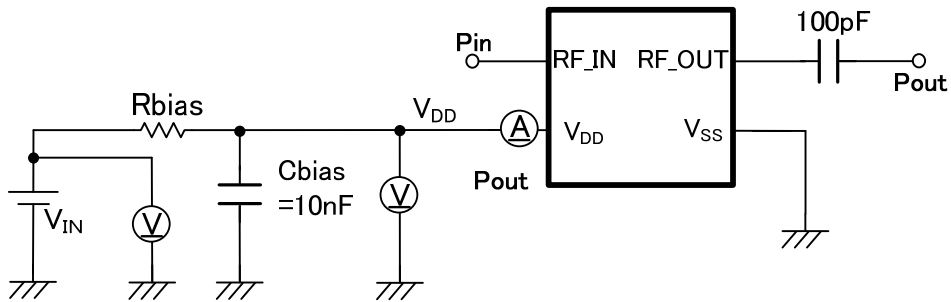 100pF
Pin
RF_IN
RF_OUT
Pout
Rbias
VDD
A
VDD
VSS
Cbias
=10nF
Pout
V
VIN
V